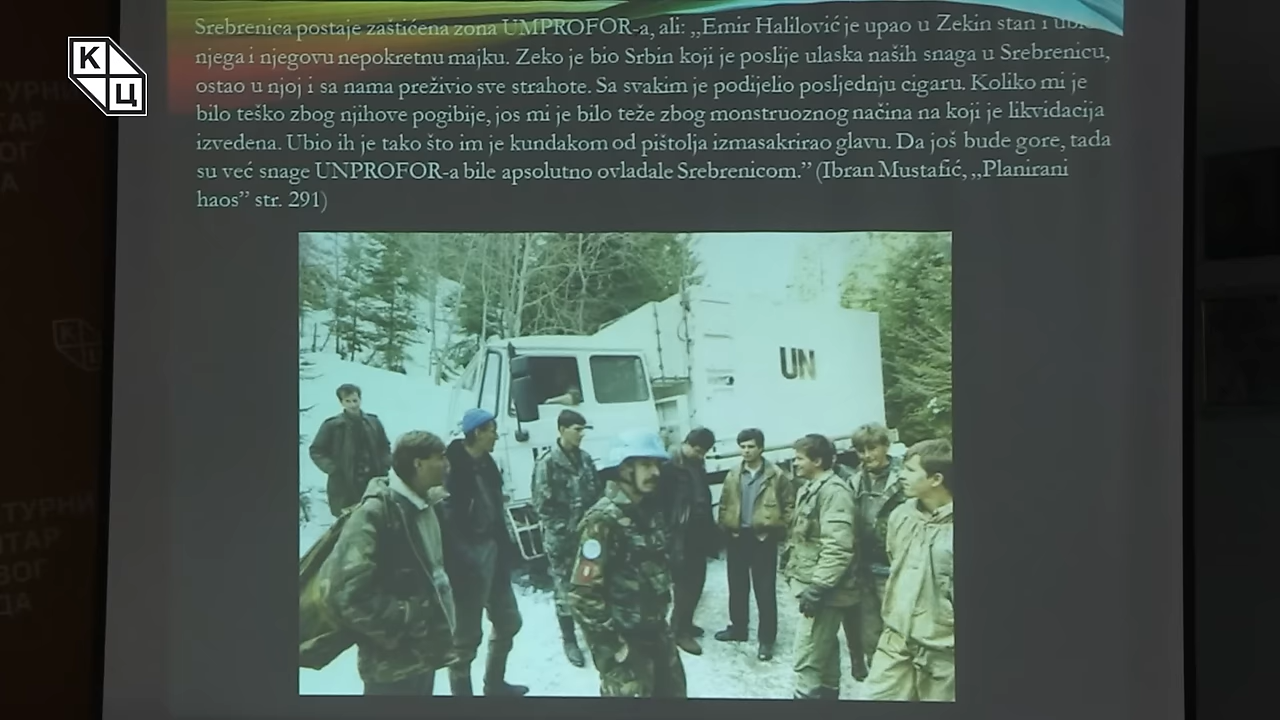 Srebrenica postaje zaštićena zona UMPROFOR-a, ali: „Emir Halilović je upao u Zekin stan i
njega i njegovu nepokretnu majku. Zeko je bio Srbin koji je poslije ulaska naših snaga u Srebrenicu,
ostao u njoj i sa nama preživio sve strahote. Sa svakim je podijelio posljednju cigaru. Koliko mi je
bilo teško zbog njihove pogibije, jos mi je bilo teže zbog monstruoznog načina na koji je likvidacija
izvedena. Ubio ih je tako što im je kundakom od pištolja izmasakrirao glavu. Da još bude gore, tada
su već snage UNPROFOR-a bile apsolutno ovladale Srebrenicom.” (Ibran Mustafić, „Planirani
haos” str. 291)
К
Ц
UN